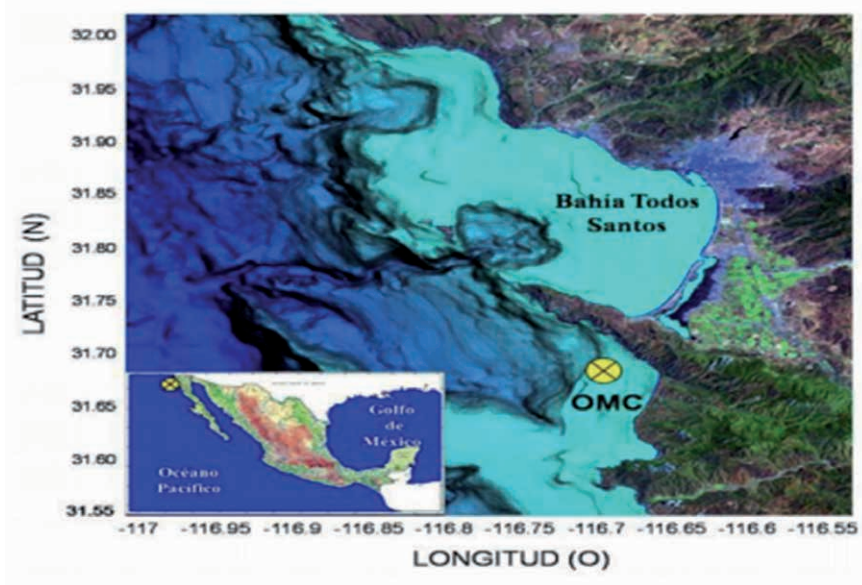 32.00
31.95
31.90
31.85
31.80
31.75
31.70
31.65
31.60
31.55
LATITUD (N)
Bahía Todos
Santos
OMC
Golfo
de
México
Océano
Pacifico
-117 -116.95 -116.9 -116.85 -116.8 -116.75 -116.7 -116.65 -116.6 -116.55
LONGITUD (O)